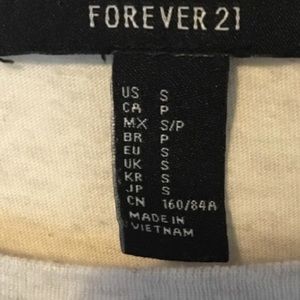 FOREVER 21
US S
CA P
MX S/P
BR P
EU S
UK S
KR S
JP S
CN 160/84A
MADE IN
VIETNAM